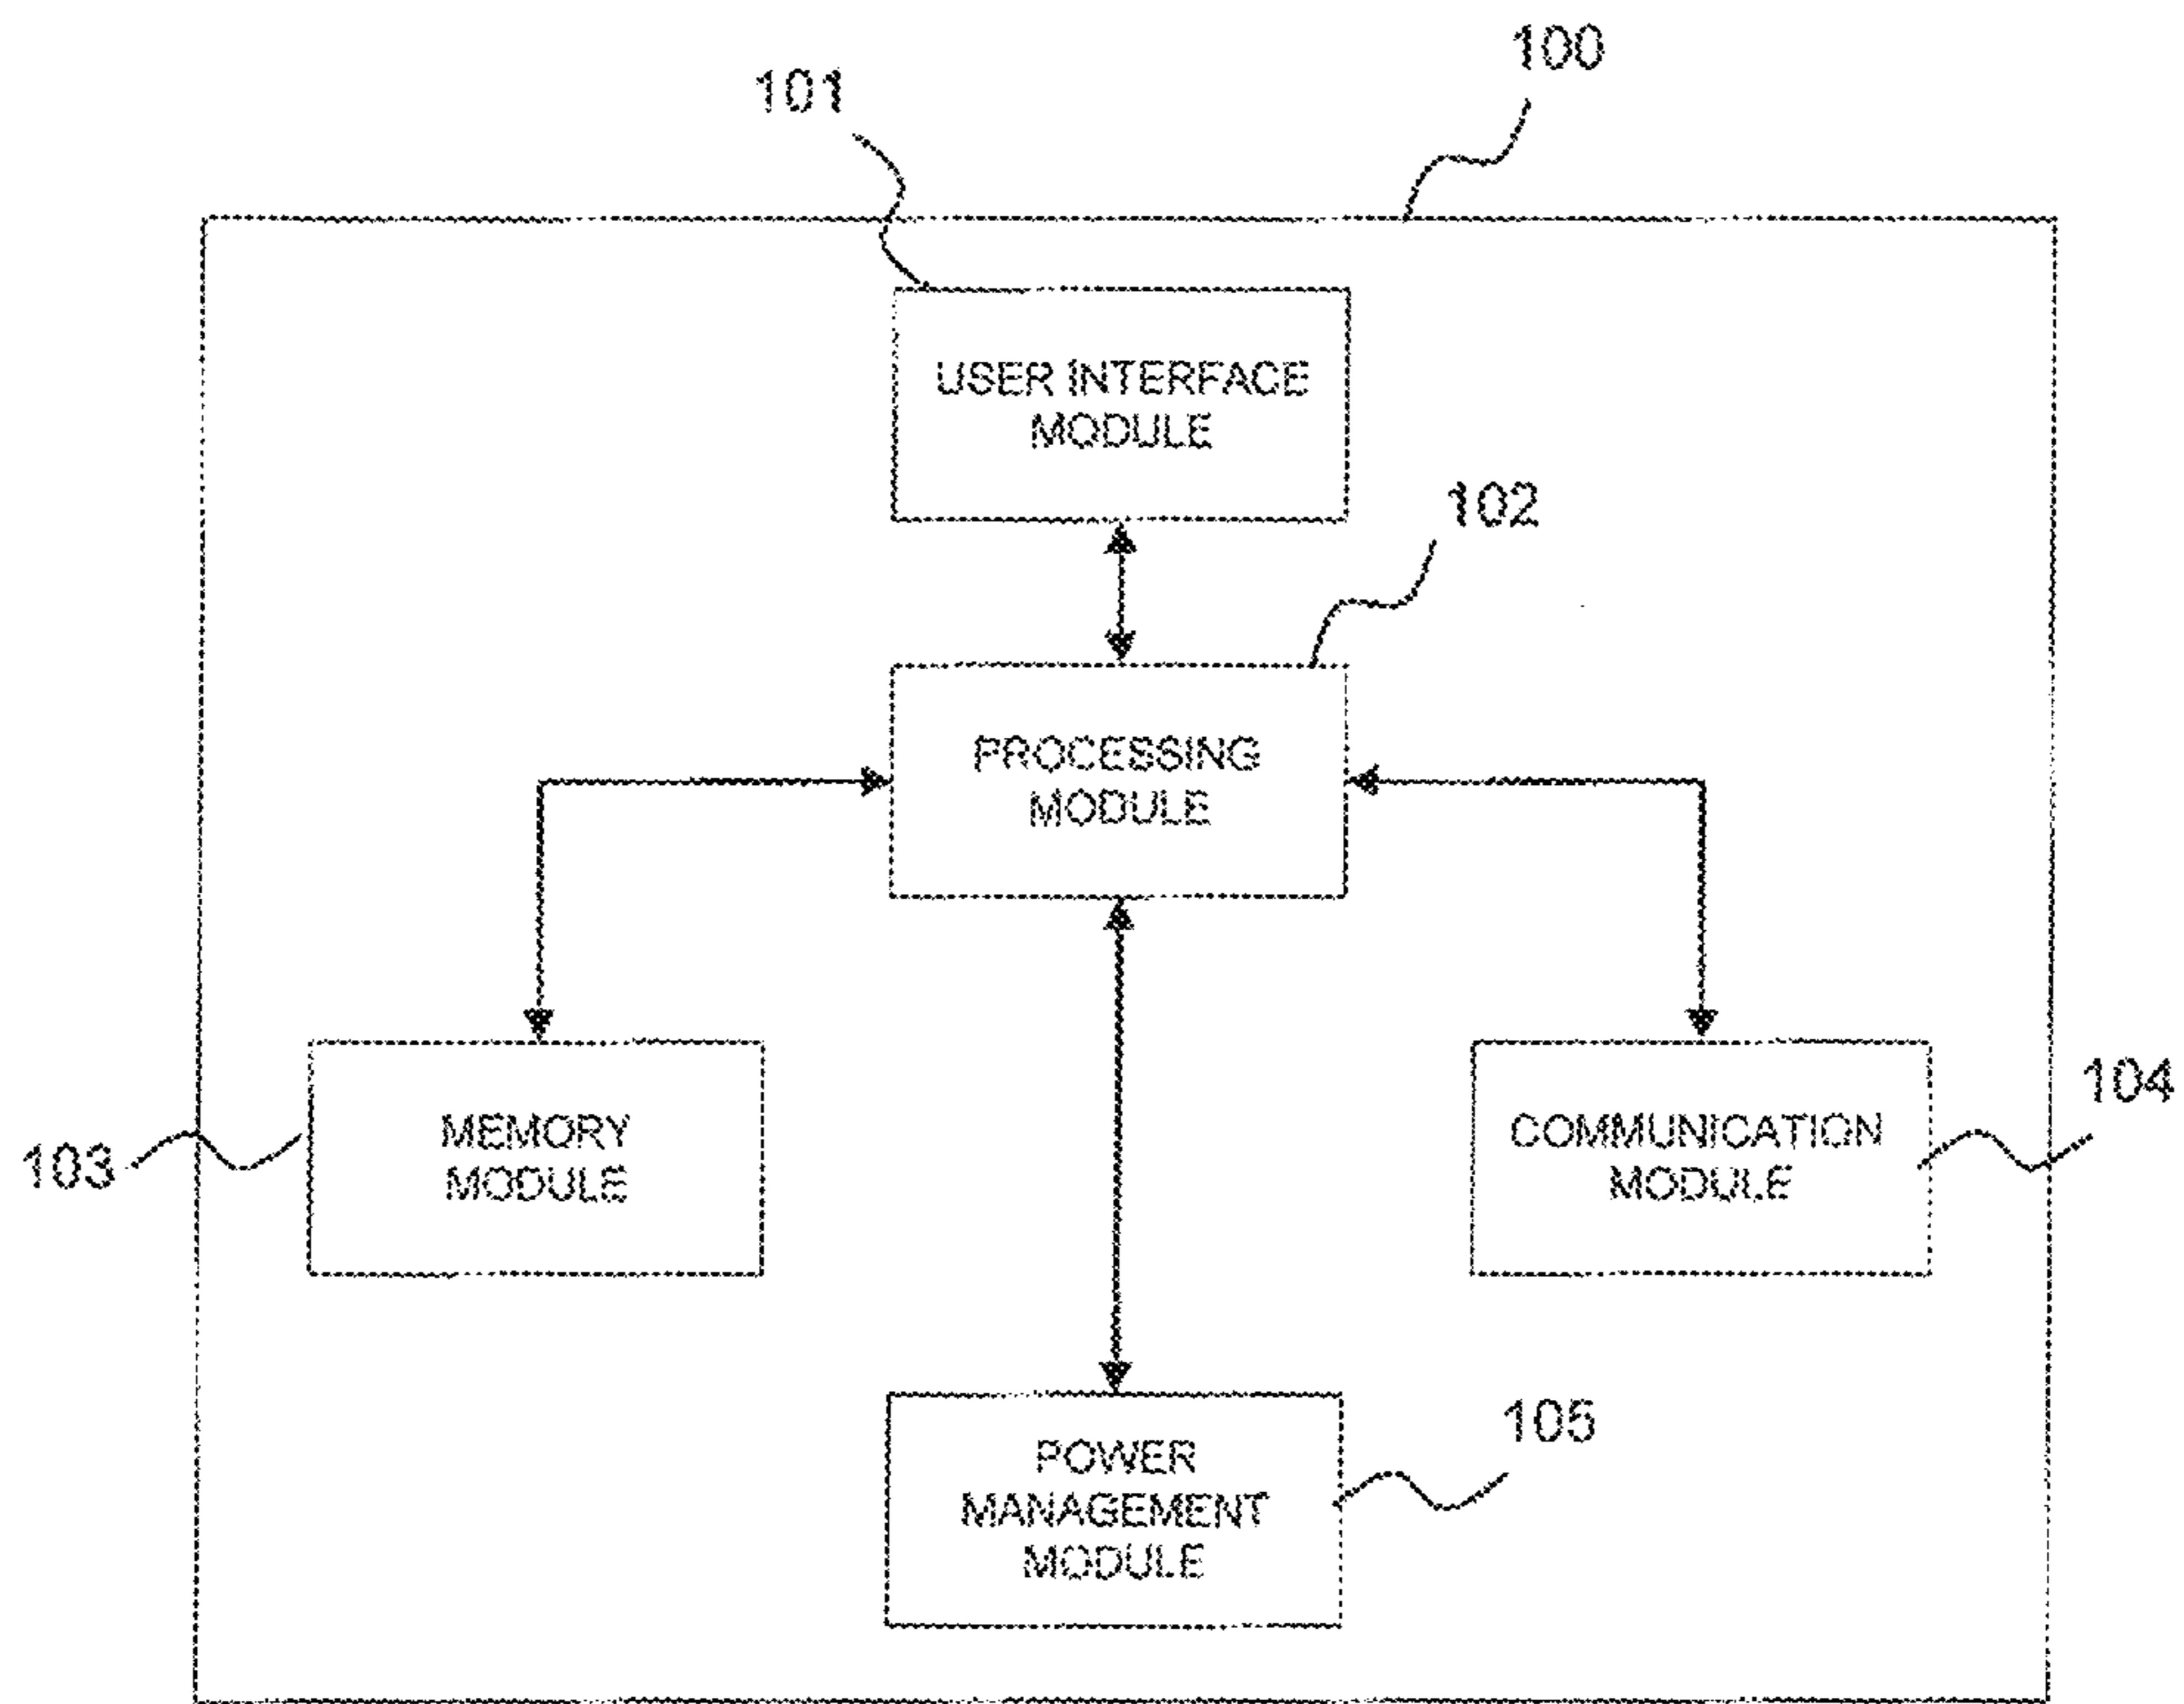 100
101
USER INTERFACE
MODULE
102
PROCESSING
MODULE
103
MEMORY
MODULE
104
COMMUNICATION
MODULE
105
POWER
MANAGEMENT
MODULE